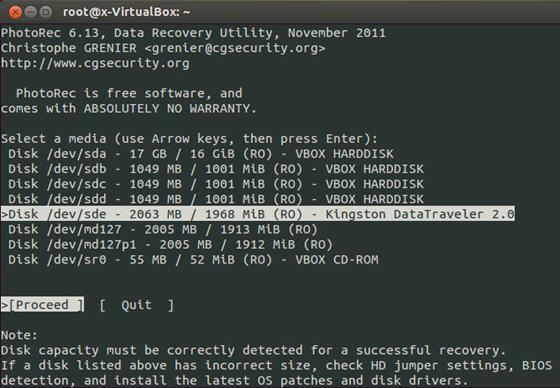 root@x-VirtualBox: ~
PhotoRec 6.13, Data Recovery Utility, November 2011
Christophe GRENIER <grenier@cgsecurity.org>
http://www.cgsecurity.org
PhotoRec is free software, and
comes with ABSOLUTELY NO WARRANTY.
Select a media (use Arrow keys, then press Enter):
Disk /dev/sda - 17 GB / 16 GiB (RO) - VBOX HARDDISK
Disk /dev/sdb - 1049 MB / 1001 MiB (RO) - VBOX HARDDISK
Disk /dev/sdc - 1049 MB / 1001 MiB (RO) - VBOX HARDDISK
Disk /dev/sdd - 1049 MB / 1001 MiB (RO) - VBOX HARDDISK
>Disk /dev/sde - 2063 MB / 1968 MiB (RO) - Kingston DataTraveler 2.0
Disk /dev/md127 - 2005 MB / 1913 MiB (RO)
Disk /dev/md127p1 - 2005 MB / 1912 MiB (RO)
Disk /dev/sr0 - 55 MB / 52 MiB (RO) - VBOX CD-ROM
>[Proceed ]  [  Quit  ]
Note:
Disk capacity must be correctly detected for a successful recovery.
If a disk listed above has incorrect size, check HD jumper settings, BIOS
detection, and install the latest OS patches and disk drivers.